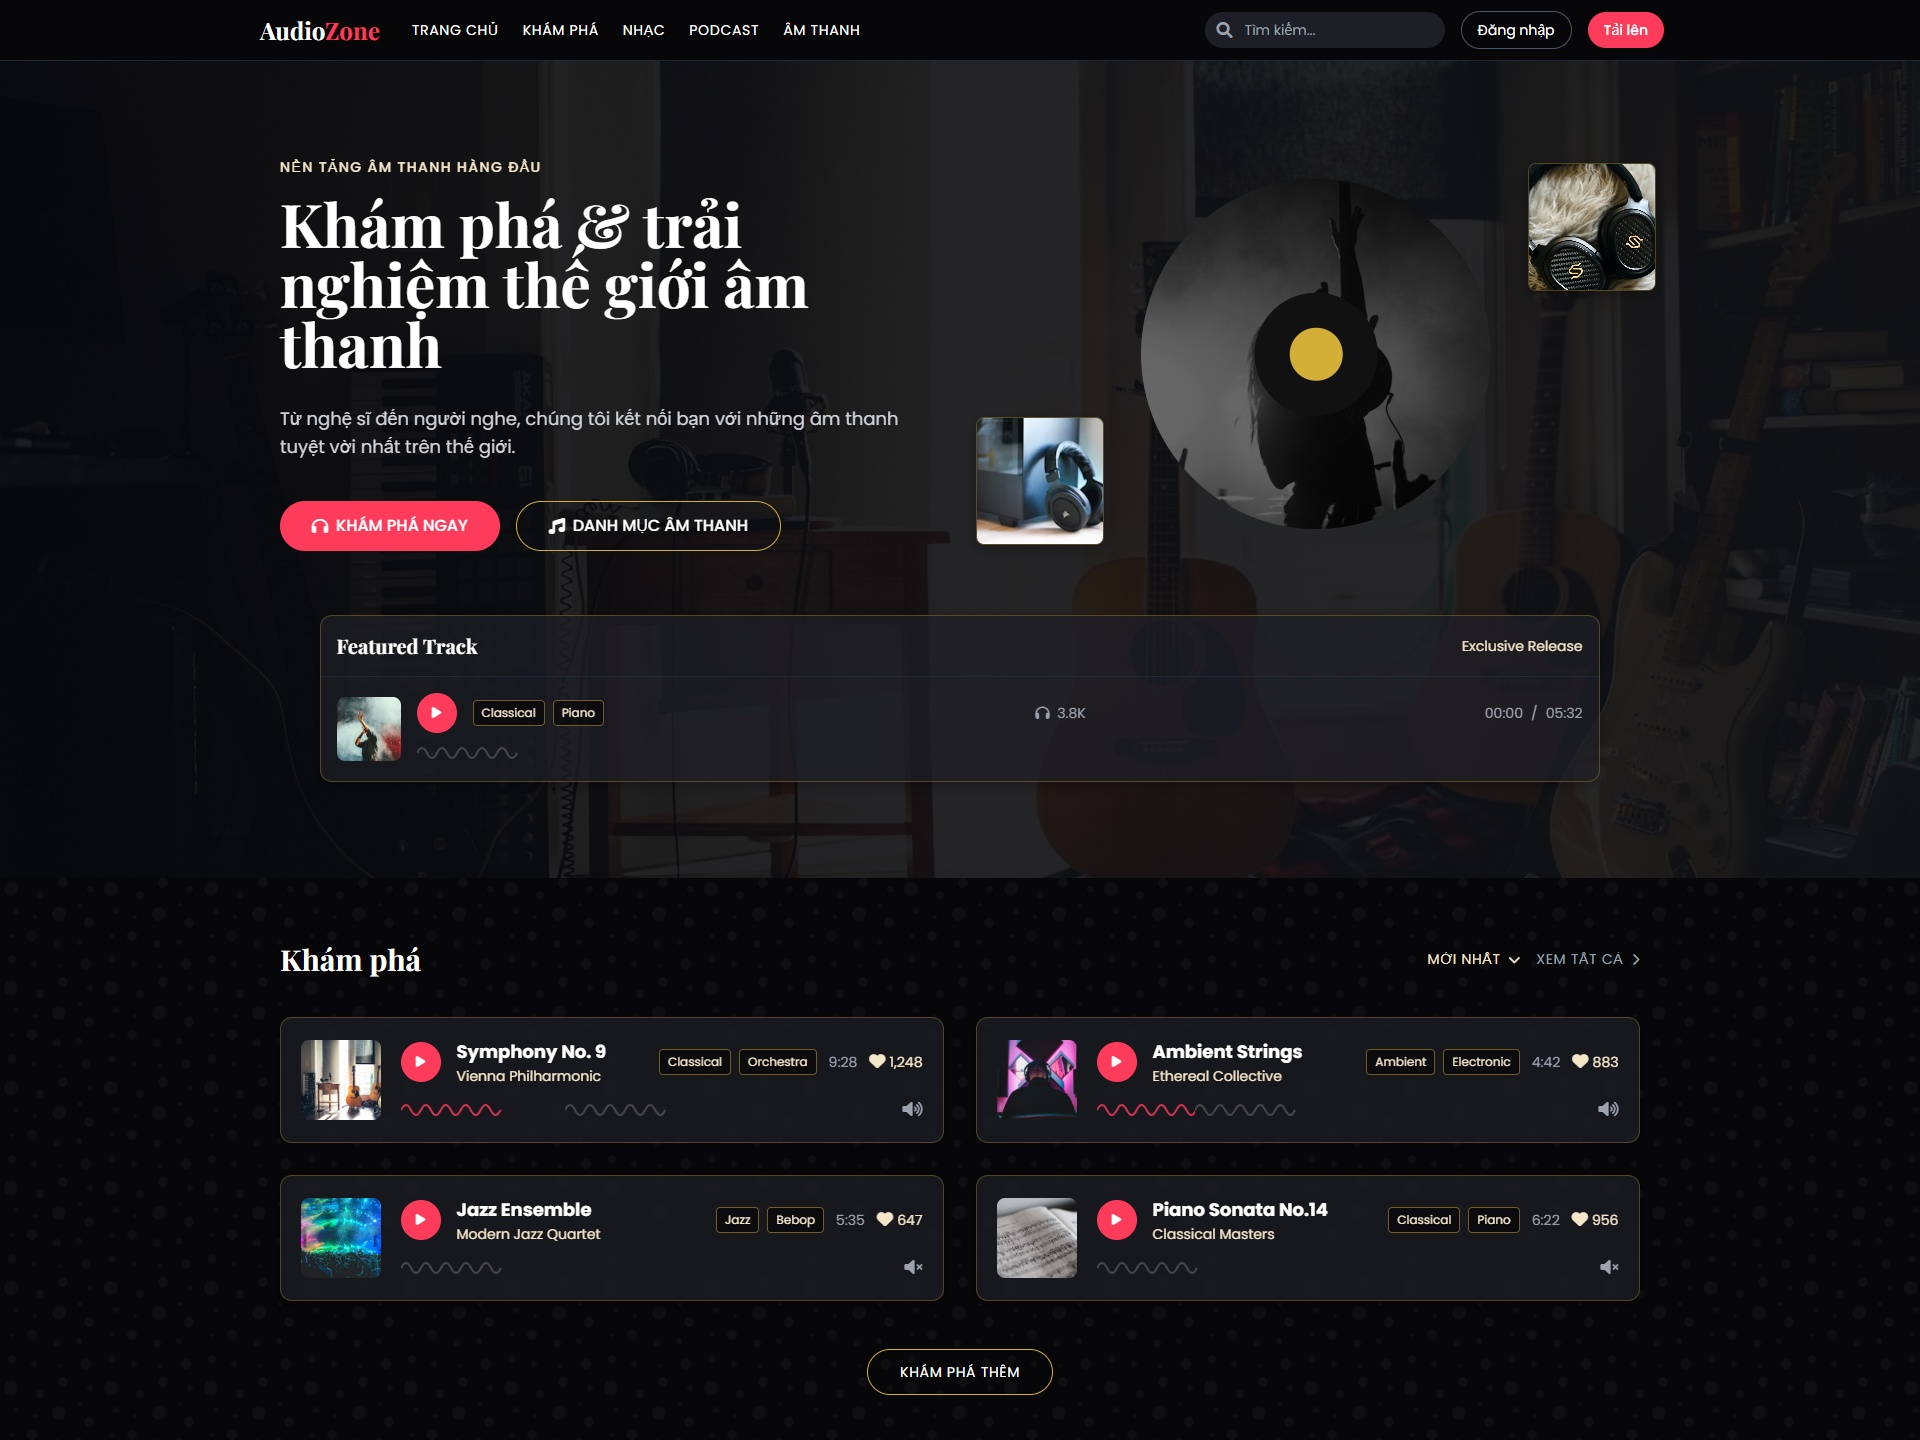 AudioZone TRANG CHỦ KHÁM PHÁ NHẠC PODCAST ÂM THANH Tìm kiếm... Đăng nhập Tải lên
NỀN TẢNG ÂM THANH HÀNG ĐẦU
Khám phá & trải
nghiệm thế giới âm
thanh
Từ nghệ sĩ đến người nghe, chúng tôi kết nối bạn với những âm thanh
tuyệt vời nhất trên thế giới.
KHÁM PHÁ NGAY DANH MỤC ÂM THANH
Featured Track Exclusive Release
Classical Piano 3.8K 00:00 / 05:32
Khám phá MỚI NHẤT XEM TẤT CẢ
Symphony No. 9 Classical Orchestra 9:28 1,248
Vienna Philharmonic
Ambient Strings Ambient Electronic 4:42 883
Ethereal Collective
Jazz Ensemble Jazz Bebop 5:35 647
Modern Jazz Quartet
Piano Sonata No.14 Classical Piano 6:22 956
Classical Masters
KHÁM PHÁ THÊM